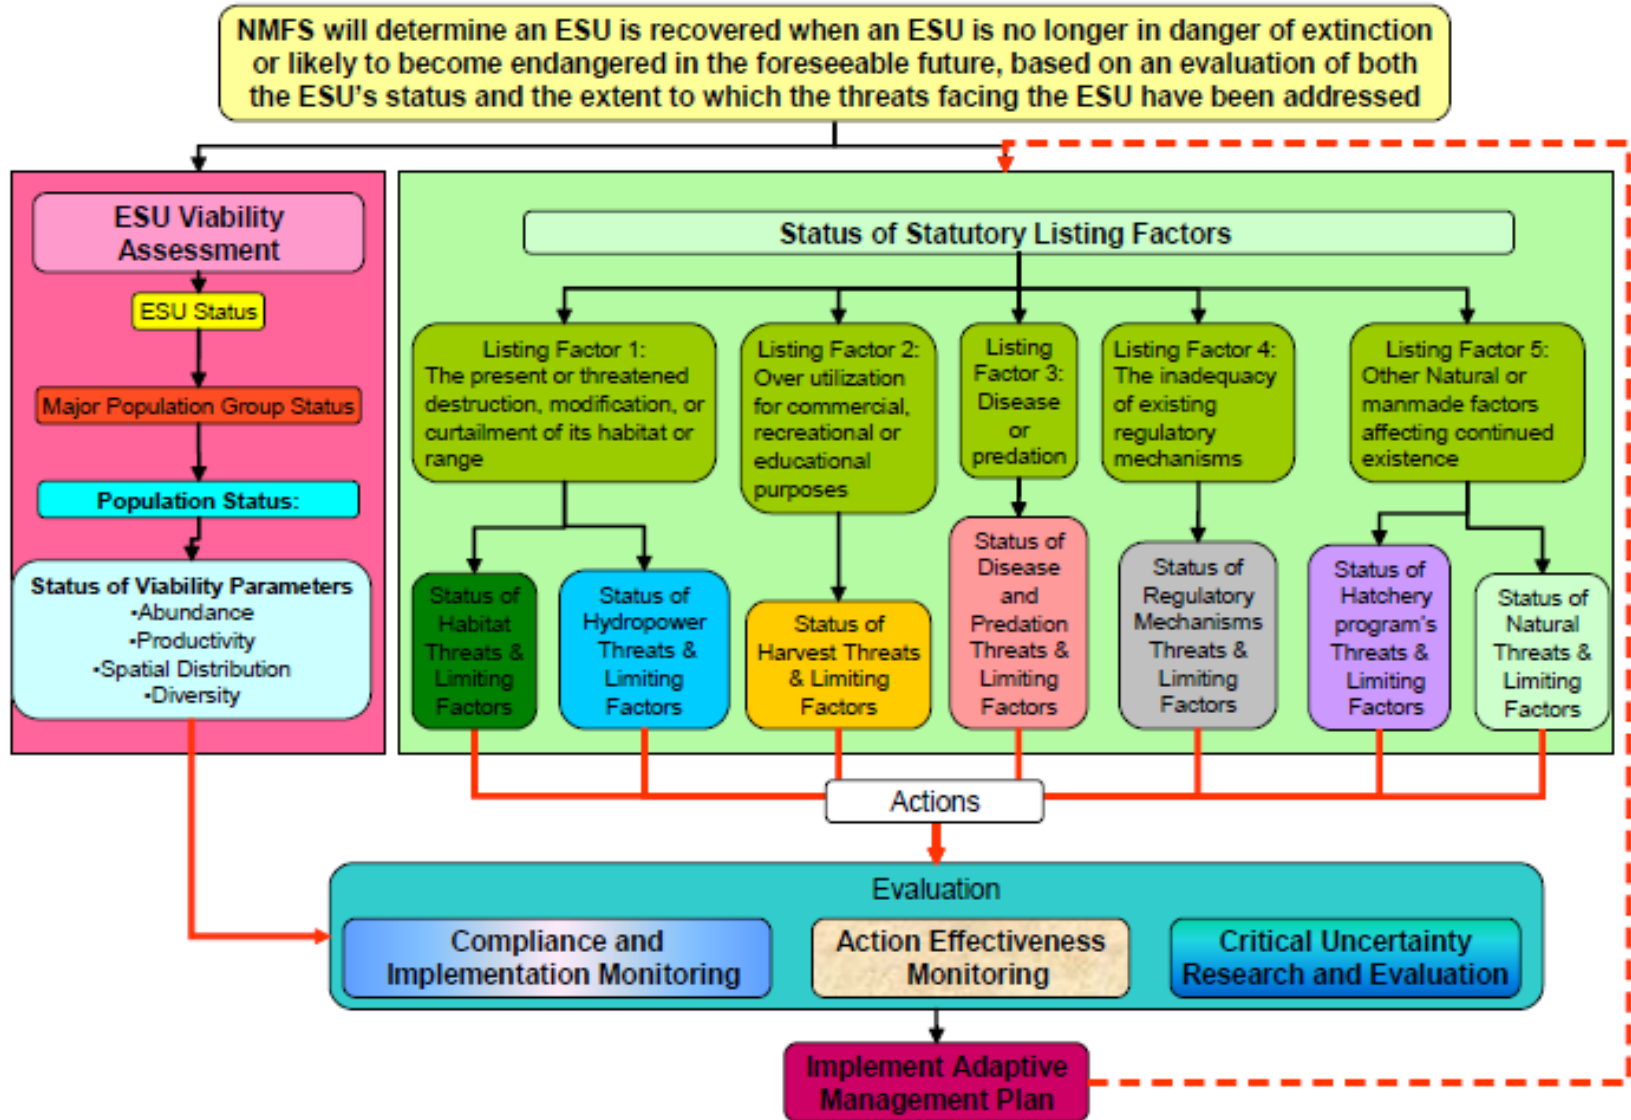 NMFS will determine an ESU is recovered when an ESU is no longer in danger of extinction
or likely to become endangered in the foreseeable future, based on an evaluation of both
the ESU's status and the extent to which the threats facing the ESU have been addressed
ESU Viability
Assessment
ESU Status
Major Population Group Status
Population Status:
Status of Viability Parameters
•Abundance
•Productivity
•Spatial Distribution
•Diversity
Status of Statutory Listing Factors
Listing Factor 1:
The present or threatened
destruction, modification, or
curtailment of its habitat or
range
Listing Factor 2:
Over utilization
for commercial,
recreational or
educational
purposes
Listing
Factor 3:
Disease
or
predation
Listing Factor 4:
The inadequacy
of existing
regulatory
mechanisms
Listing Factor 5:
Other Natural or
manmade factors
affecting continued
existence
Status of
Habitat
Threats &
Limiting
Factors
Status of
Hydropower
Threats &
Limiting
Factors
Status of
Harvest Threats
& Limiting
Factors
Status of
Disease
and
Predation
Threats &
Limiting
Factors
Status of
Regulatory
Mechanisms
Threats &
Limiting
Factors
Status of
Hatchery
program's
Threats &
Limiting
Factors
Status of
Natural
Threats &
Limiting
Factors
Actions
Evaluation
Compliance and
Implementation Monitoring
Action Effectiveness
Monitoring
Critical Uncertainty
Research and Evaluation
Implement Adaptive
Management Plan